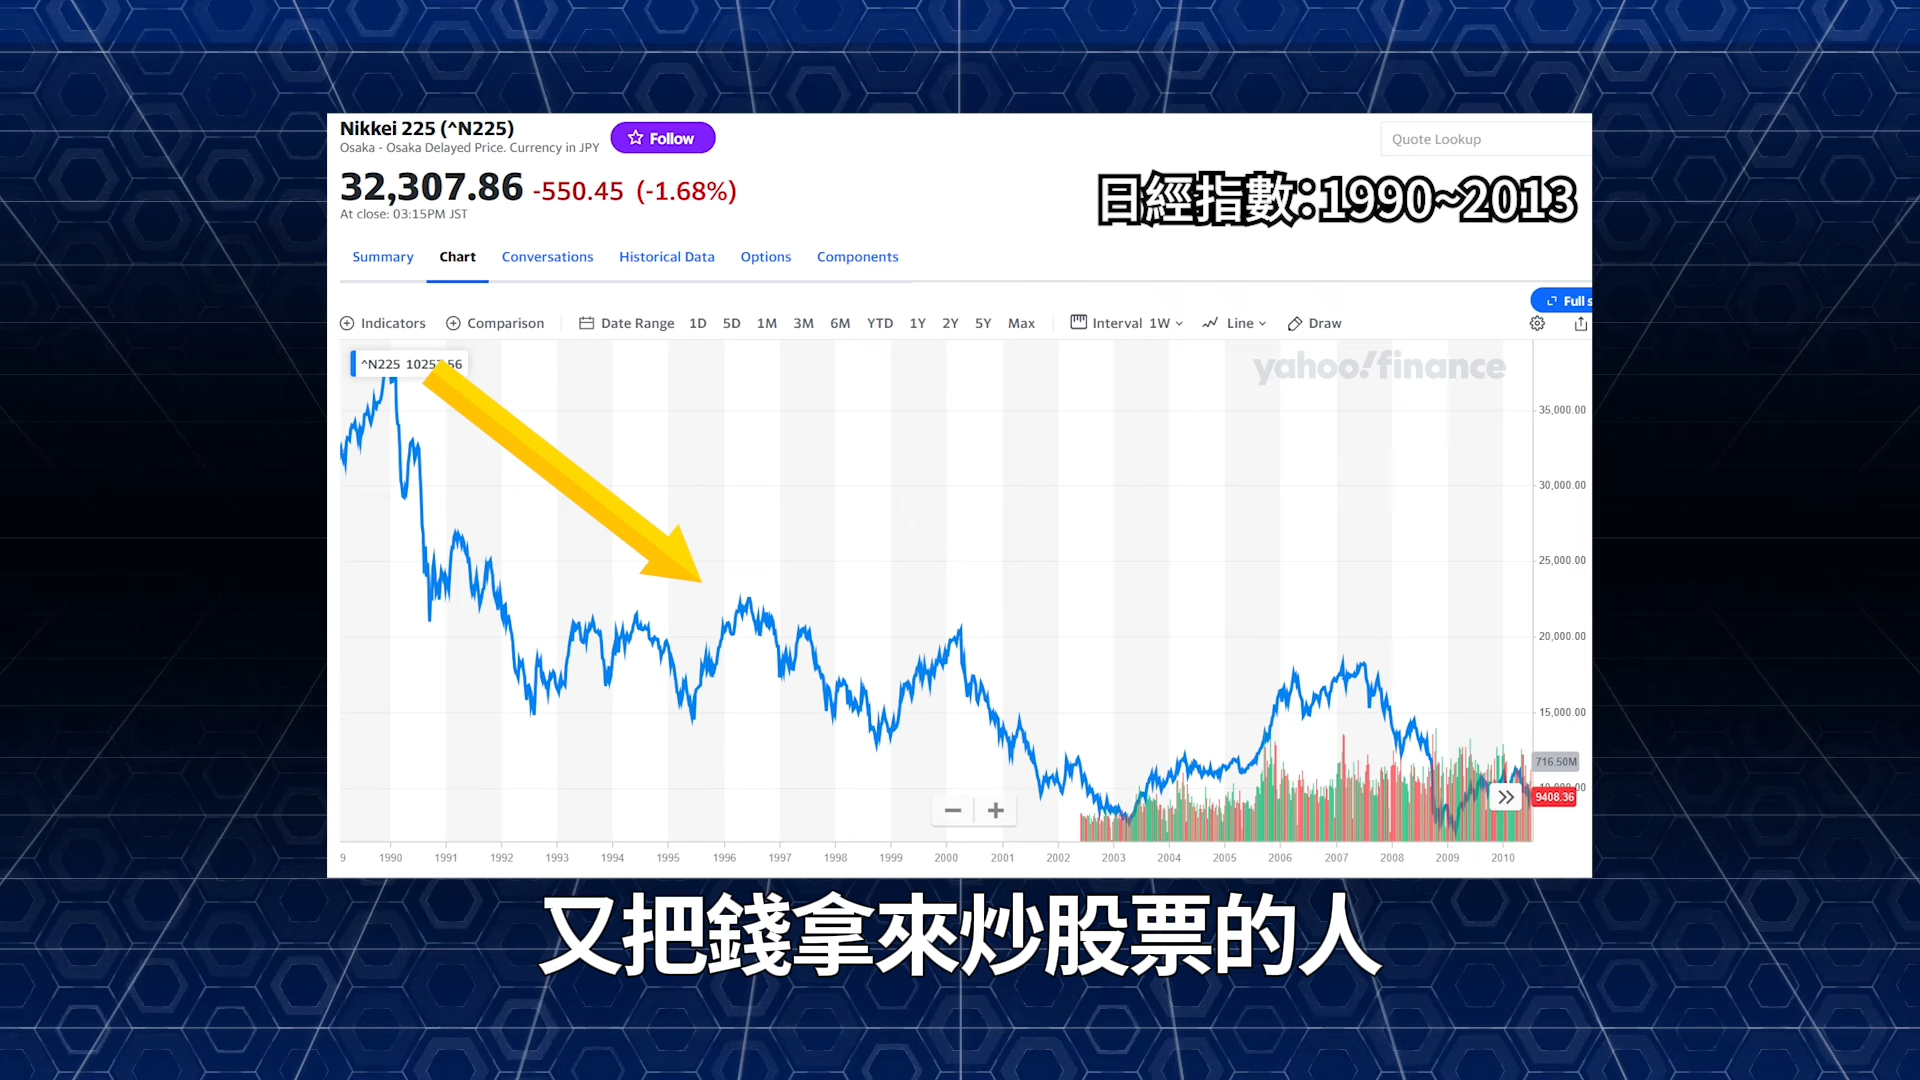 Nikkei 225 (^N225)
Follow
Quote Lookup
Osaka - Osaka Delayed Price. Currency in JPY
32,307.86 -550.45 (-1.68%)
At close: 03:15PM JST
日經指數:1990~2013
Summary Chart Conversations Historical Data Options Components
Full s
Indicators Comparison Date Range 1D 5D 1M 3M 6M YTD 1Y 2Y 5Y Max Interval 1W Line Draw
^N225 1025 56
yahoo!finance
35,000.00
30,000.00
25,000.00
20,000.00
15,000.00
716.50M
9408.36
9 1990 1991 1992 1993 1994 1995 1996 1997 1998 1999 2000 2001 2002 2003 2004 2005 2006 2007 2008 2009 2010
又把錢拿來炒股票的人